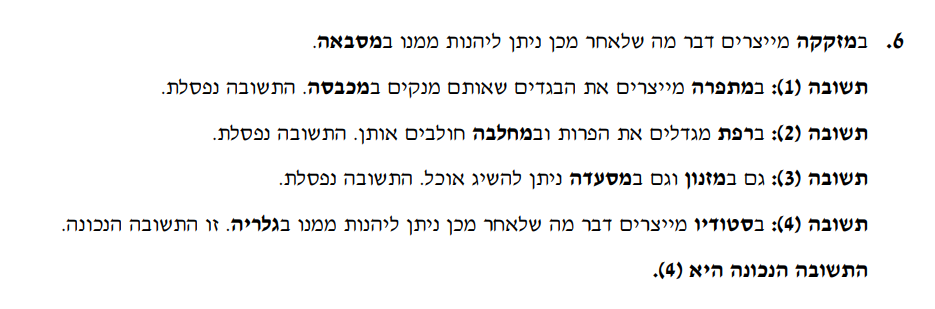 6. במזקקה מייצרים דבר מה שלאחר מכן ניתן ליהנות ממנו במסבאה.
תשובה (1): במתפרה מייצרים את הבגדים שאותם מנקים במכבסה. התשובה נפסלת.
תשובה (2): ברפת מגדלים את הפרות ובמחלבה חולבים אותן. התשובה נפסלת.
תשובה (3): גם במזנון וגם במסעדה ניתן להשיג אוכל. התשובה נפסלת.
תשובה (4): בסטודיו מייצרים דבר מה שלאחר מכן ניתן ליהנות ממנו בגלריה. זו התשובה הנכונה.
התשובה הנכונה היא (4).